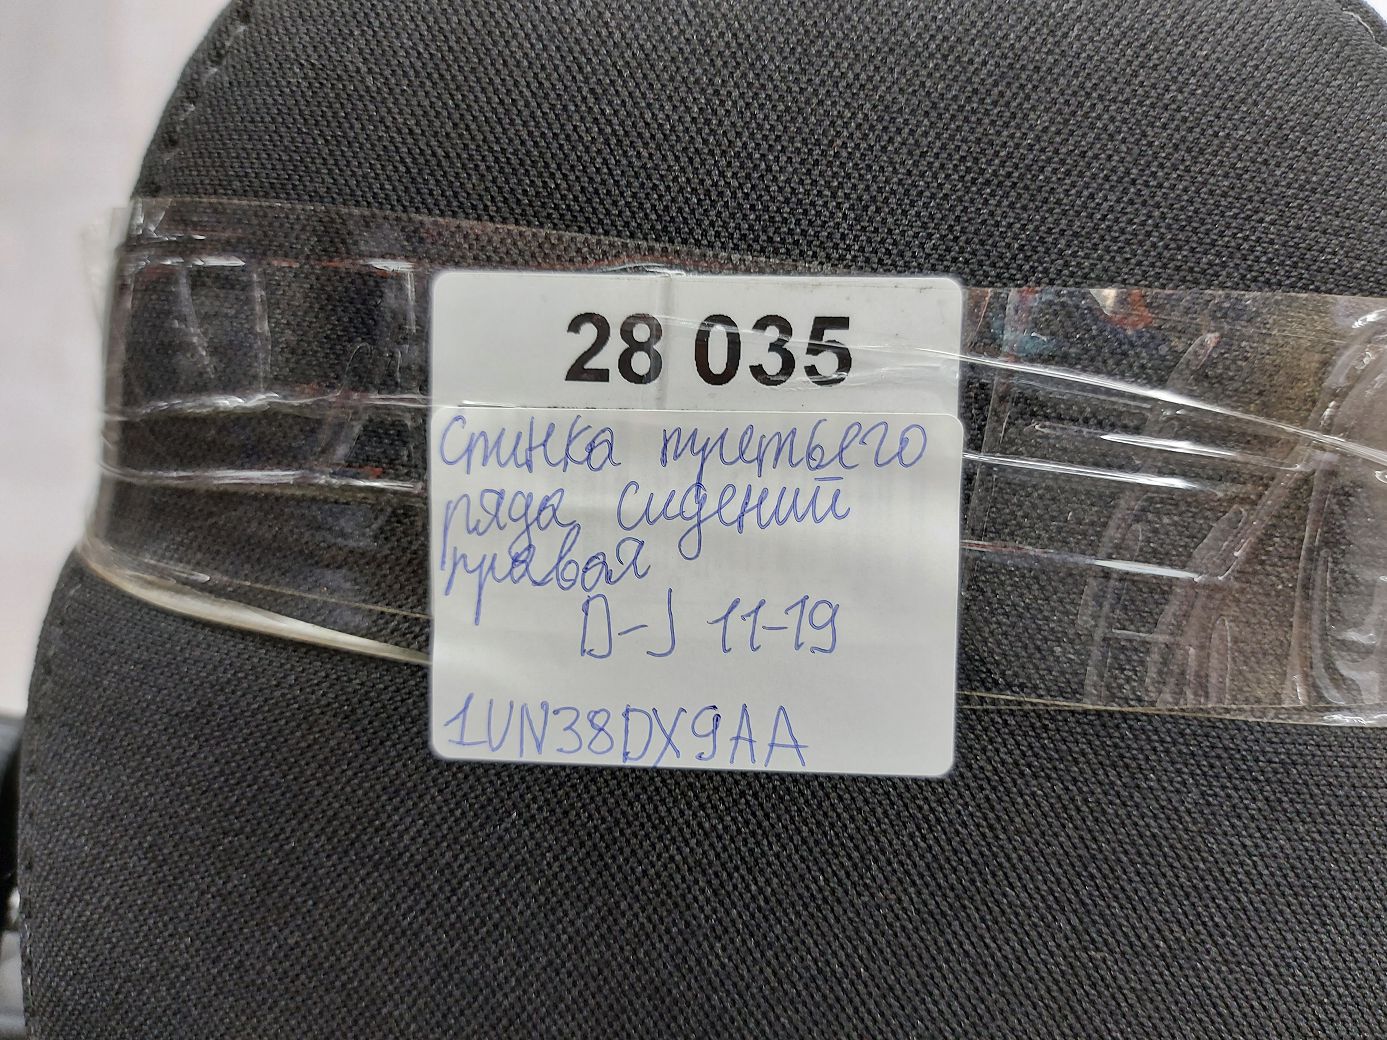 28 035
Спинка третьего
ряда сидений
правая
D-J 11-19
1UN38DX9AA